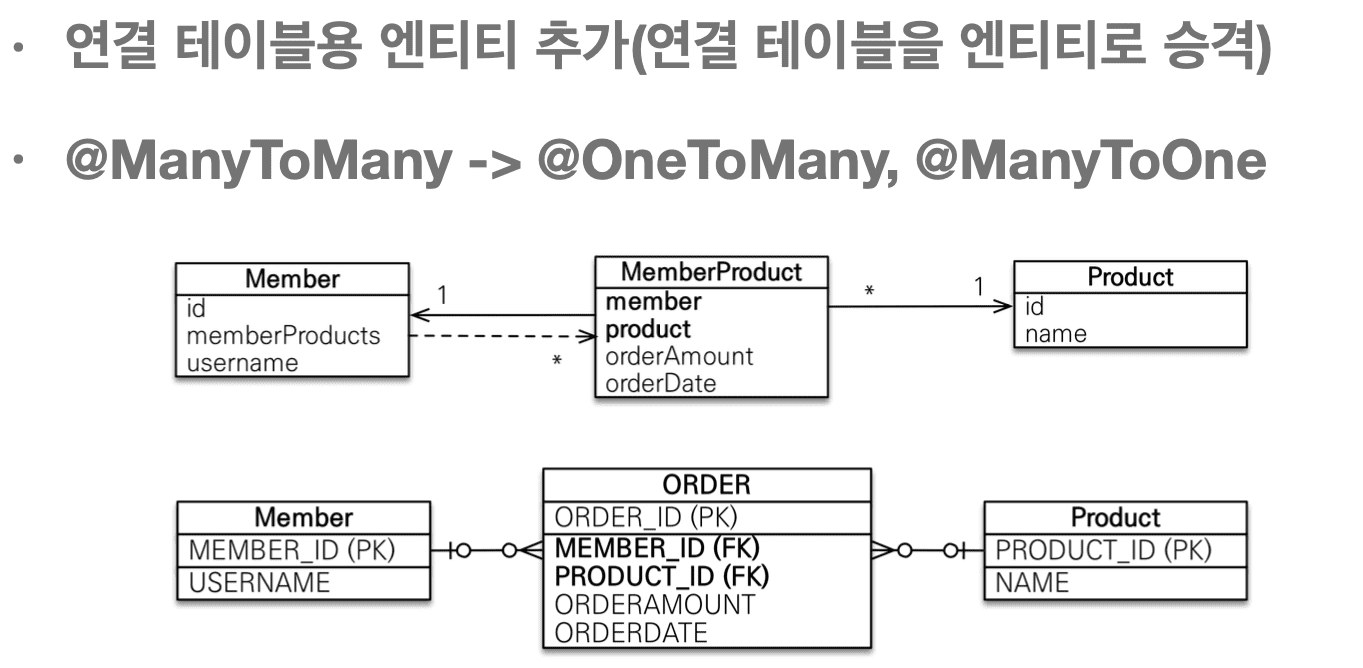 • 연결 테이블용 엔티티 추가(연결 테이블을 엔티티로 승격)
• @ManyToMany -> @OneToMany, @ManyToOne
Member
id
memberProducts
username
1
*
MemberProduct
member
product
orderAmount
orderDate
*
1
Product
id
name
Member
MEMBER_ID (PK)
USERNAME
ORDER
ORDER_ID (PK)
MEMBER_ID (FK)
PRODUCT_ID (FK)
ORDERAMOUNT
ORDERDATE
Product
PRODUCT_ID (PK)
NAME